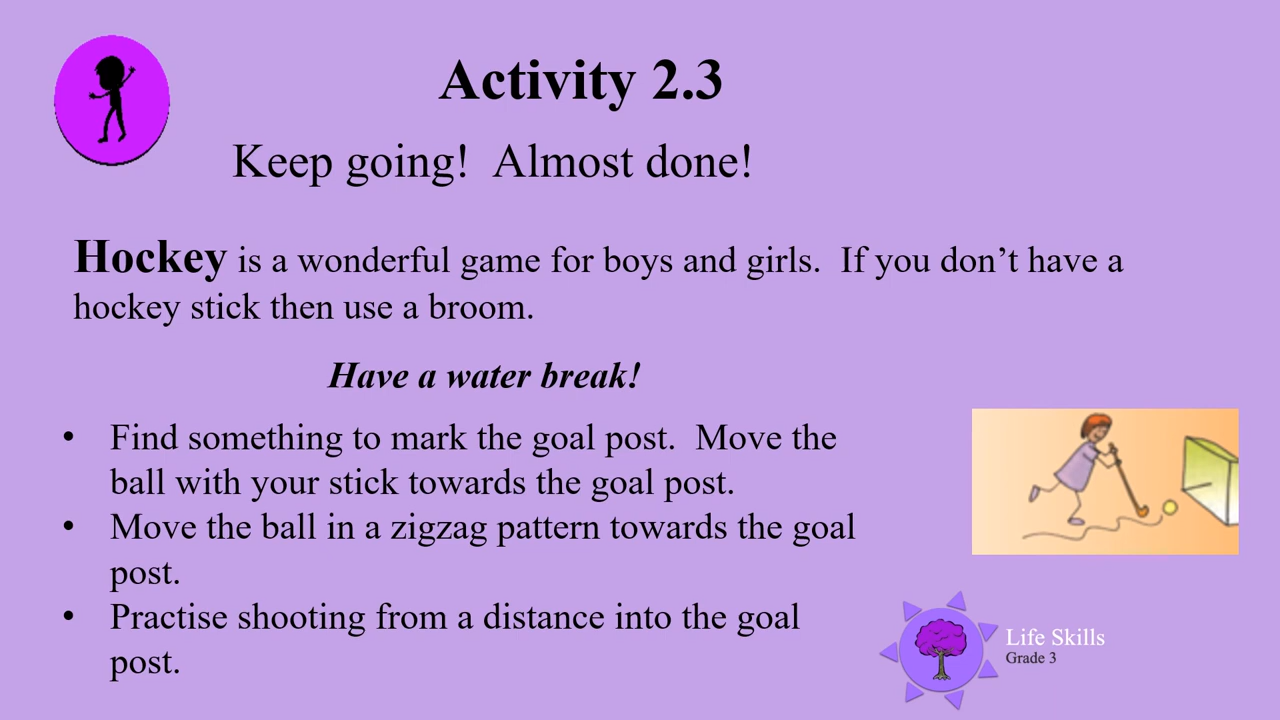 Activity 2.3
Keep going!  Almost done!
Hockey is a wonderful game for boys and girls.  If you don’t have a
hockey stick then use a broom.
Have a water break!
• Find something to mark the goal post.  Move the
ball with your stick towards the goal post.
• Move the ball in a zigzag pattern towards the goal
post.
• Practise shooting from a distance into the goal
post.
Life Skills
Grade 3